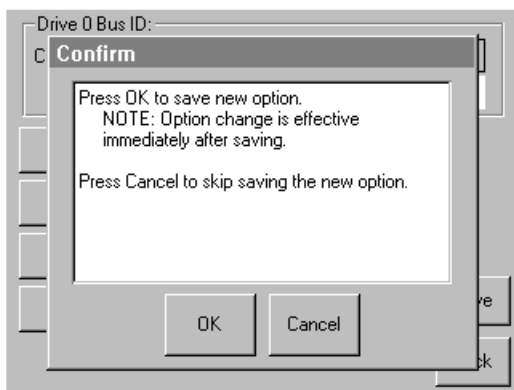 Drive 0 Bus ID:
C
Confirm
Press OK to save new option.
NOTE: Option change is effective
immediately after saving.
Press Cancel to skip saving the new option.
OK
Cancel